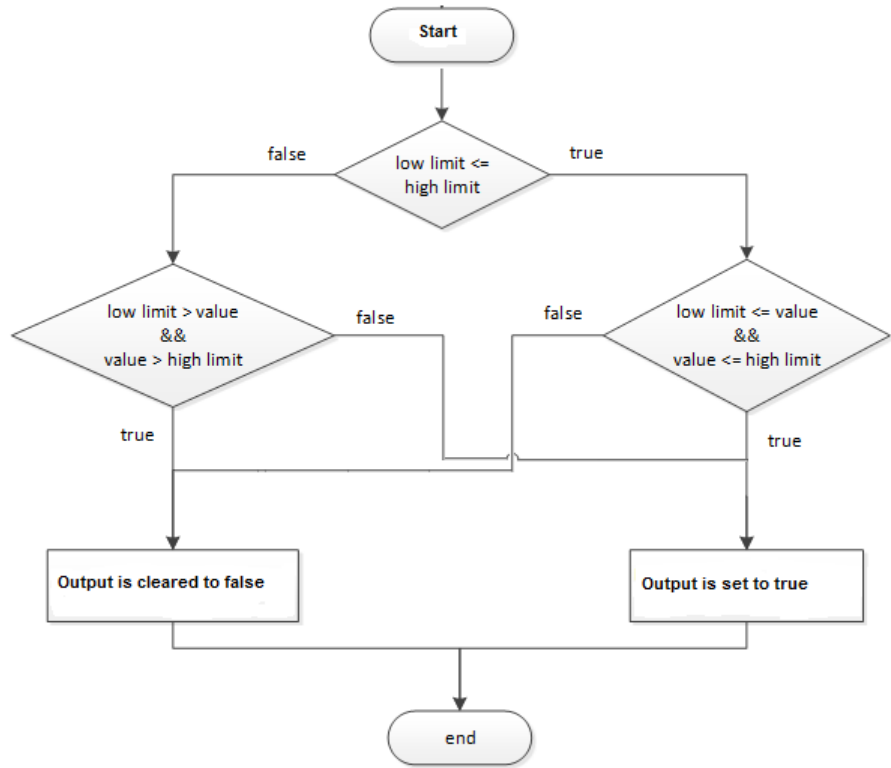 Start
low limit <=
high limit
false
true
low limit > value
&&
value > high limit
false
false
low limit <= value
&&
value <= high limit
true
true
Output is cleared to false
Output is set to true
end